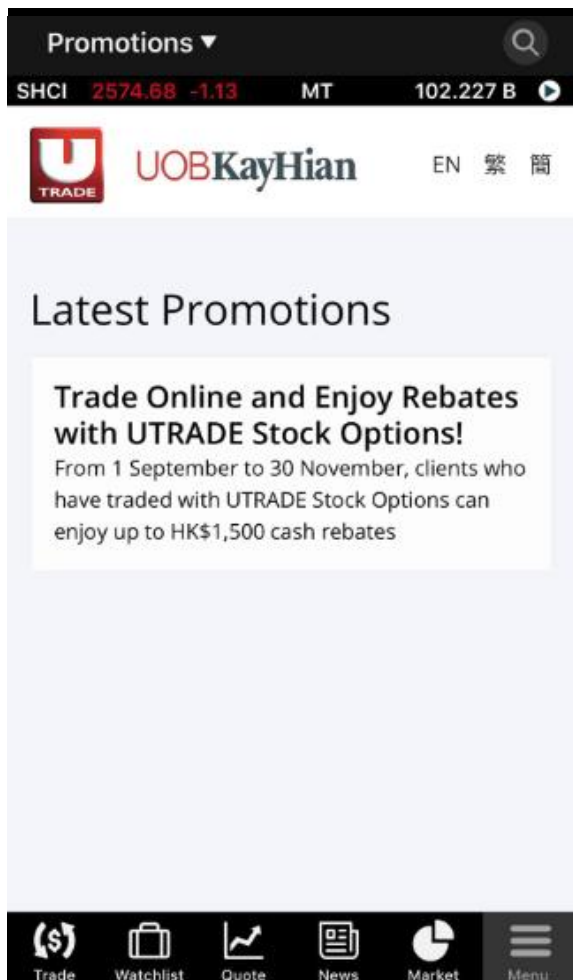 Promotions ▼
SHCI 2574.68 -1.13 MT 102.227 B
U
TRADE
UOBKayHian
EN 繁 簡
Latest Promotions
Trade Online and Enjoy Rebates
with UTRADE Stock Options!
From 1 September to 30 November, clients who
have traded with UTRADE Stock Options can
enjoy up to HK$1,500 cash rebates
Trade Watchlist Quote News Market Menu